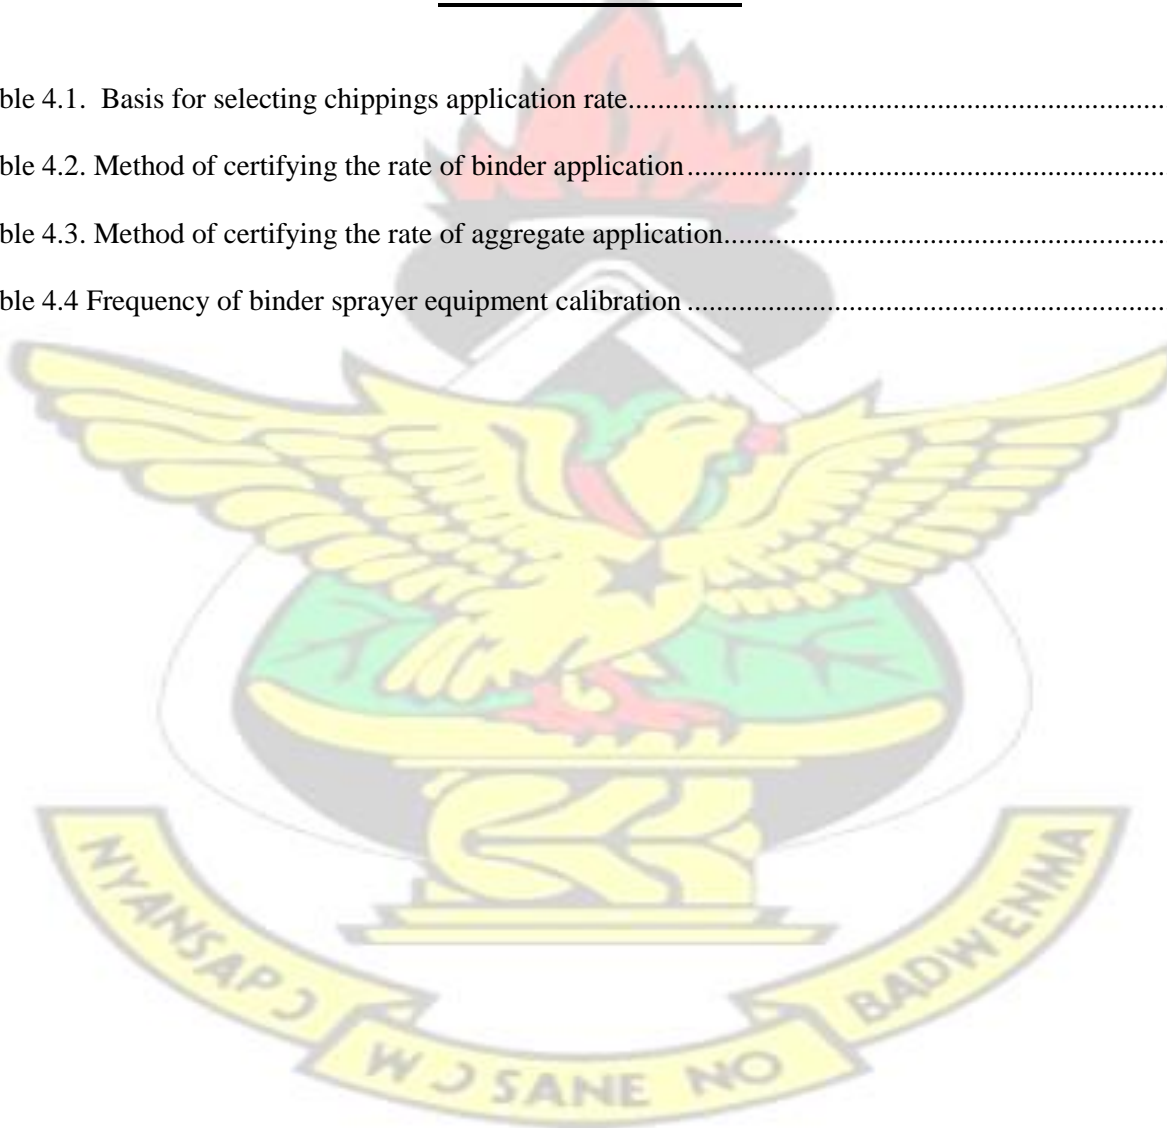 ble 4.1.  Basis for selecting chippings application rate................................................................
ble 4.2. Method of certifying the rate of binder application................................................................
ble 4.3. Method of certifying the rate of aggregate application................................................................
ble 4.4 Frequency of binder sprayer equipment calibration ................................................................
NYANSAPƆ
WƆ SANE NO
BADWENMA